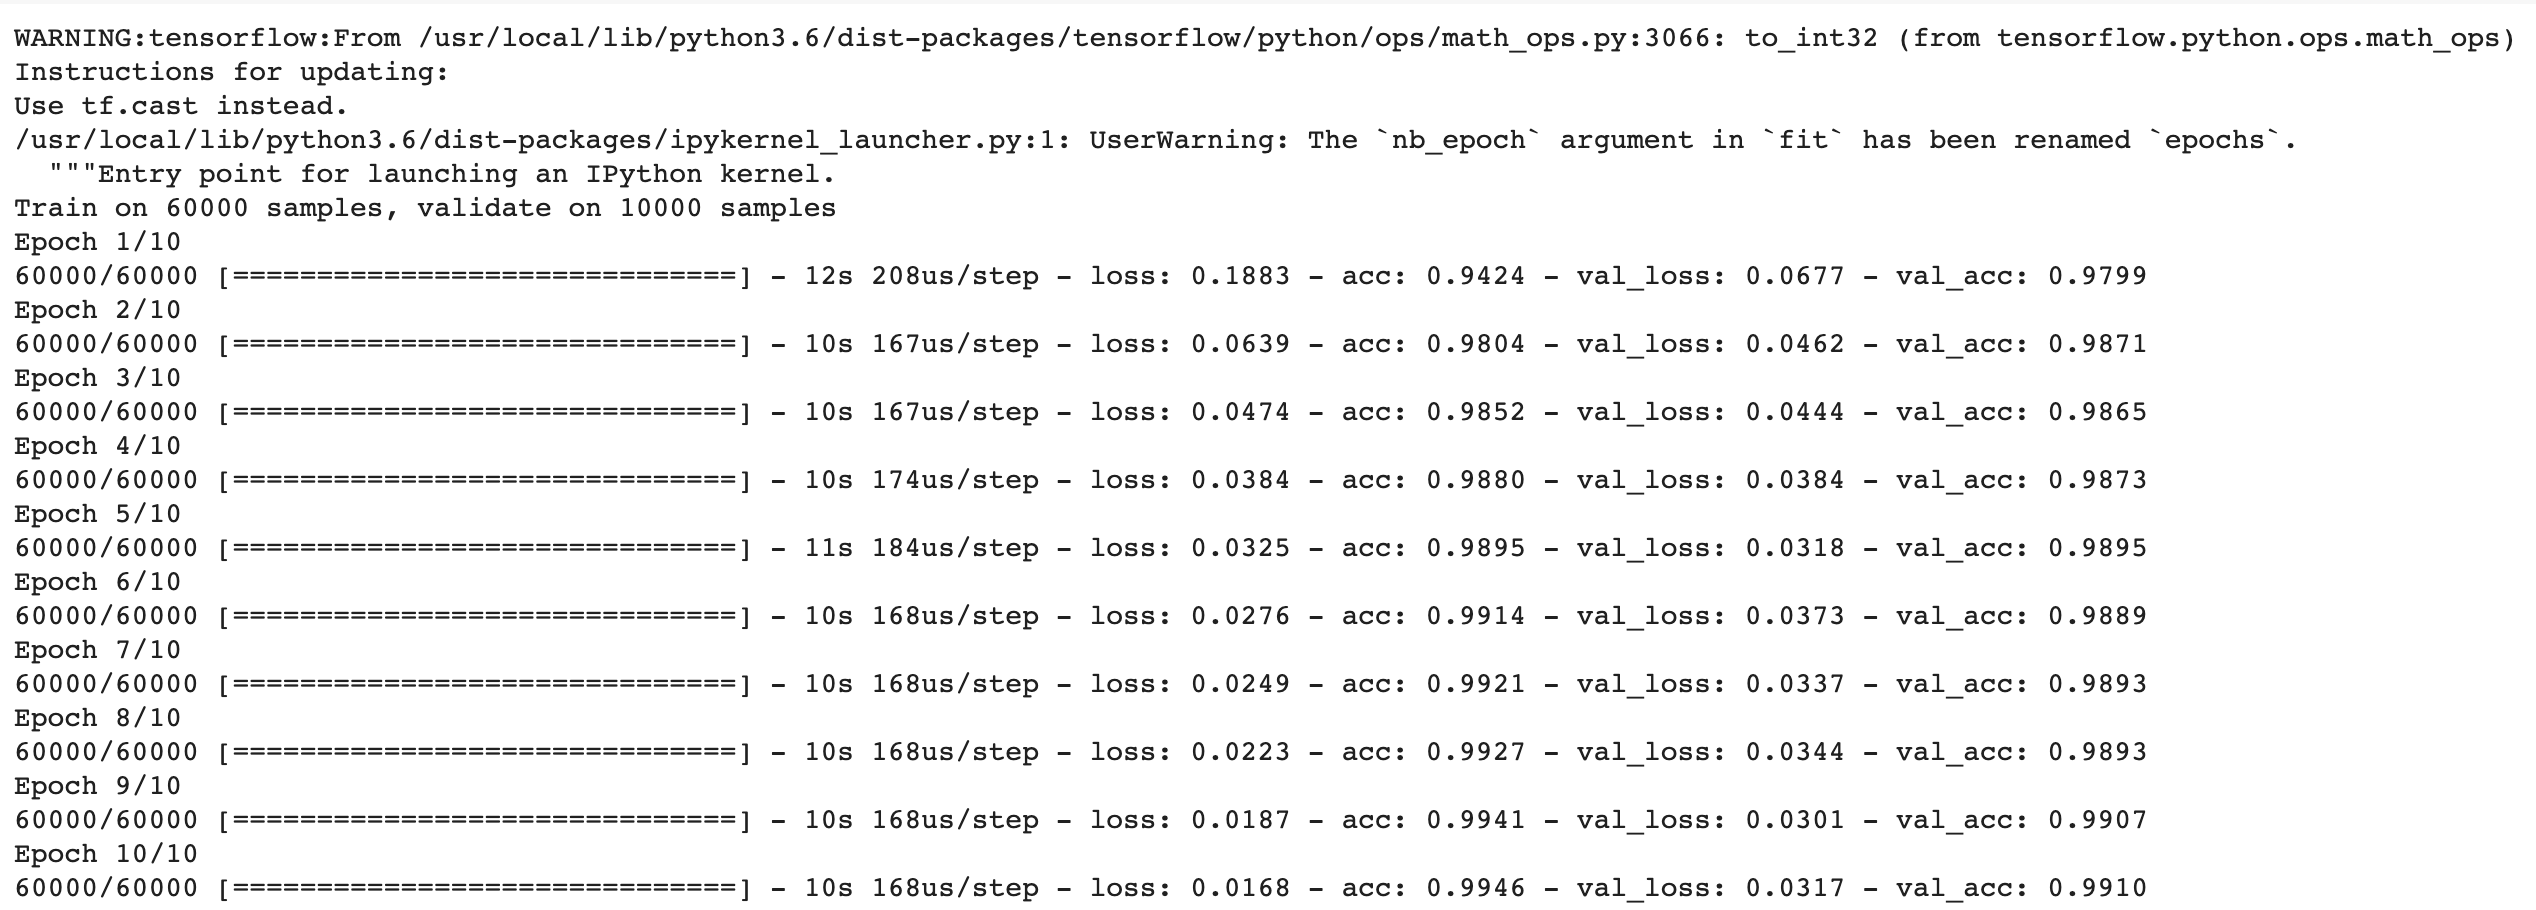 WARNING:tensorflow:From /usr/local/lib/python3.6/dist-packages/tensorflow/python/ops/math_ops.py:3066: to_int32 (from tensorflow.python.ops.math_ops)
Instructions for updating:
Use tf.cast instead.
/usr/local/lib/python3.6/dist-packages/ipykernel_launcher.py:1: UserWarning: The `nb_epoch` argument in `fit` has been renamed `epochs`.
  """Entry point for launching an IPython kernel.
Train on 60000 samples, validate on 10000 samples
Epoch 1/10
60000/60000 [==============================] - 12s 208us/step - loss: 0.1883 - acc: 0.9424 - val_loss: 0.0677 - val_acc: 0.9799
Epoch 2/10
60000/60000 [==============================] - 10s 167us/step - loss: 0.0639 - acc: 0.9804 - val_loss: 0.0462 - val_acc: 0.9871
Epoch 3/10
60000/60000 [==============================] - 10s 167us/step - loss: 0.0474 - acc: 0.9852 - val_loss: 0.0444 - val_acc: 0.9865
Epoch 4/10
60000/60000 [==============================] - 10s 174us/step - loss: 0.0384 - acc: 0.9880 - val_loss: 0.0384 - val_acc: 0.9873
Epoch 5/10
60000/60000 [==============================] - 11s 184us/step - loss: 0.0325 - acc: 0.9895 - val_loss: 0.0318 - val_acc: 0.9895
Epoch 6/10
60000/60000 [==============================] - 10s 168us/step - loss: 0.0276 - acc: 0.9914 - val_loss: 0.0373 - val_acc: 0.9889
Epoch 7/10
60000/60000 [==============================] - 10s 168us/step - loss: 0.0249 - acc: 0.9921 - val_loss: 0.0337 - val_acc: 0.9893
Epoch 8/10
60000/60000 [==============================] - 10s 168us/step - loss: 0.0223 - acc: 0.9927 - val_loss: 0.0344 - val_acc: 0.9893
Epoch 9/10
60000/60000 [==============================] - 10s 168us/step - loss: 0.0187 - acc: 0.9941 - val_loss: 0.0301 - val_acc: 0.9907
Epoch 10/10
60000/60000 [==============================] - 10s 168us/step - loss: 0.0168 - acc: 0.9946 - val_loss: 0.0317 - val_acc: 0.9910